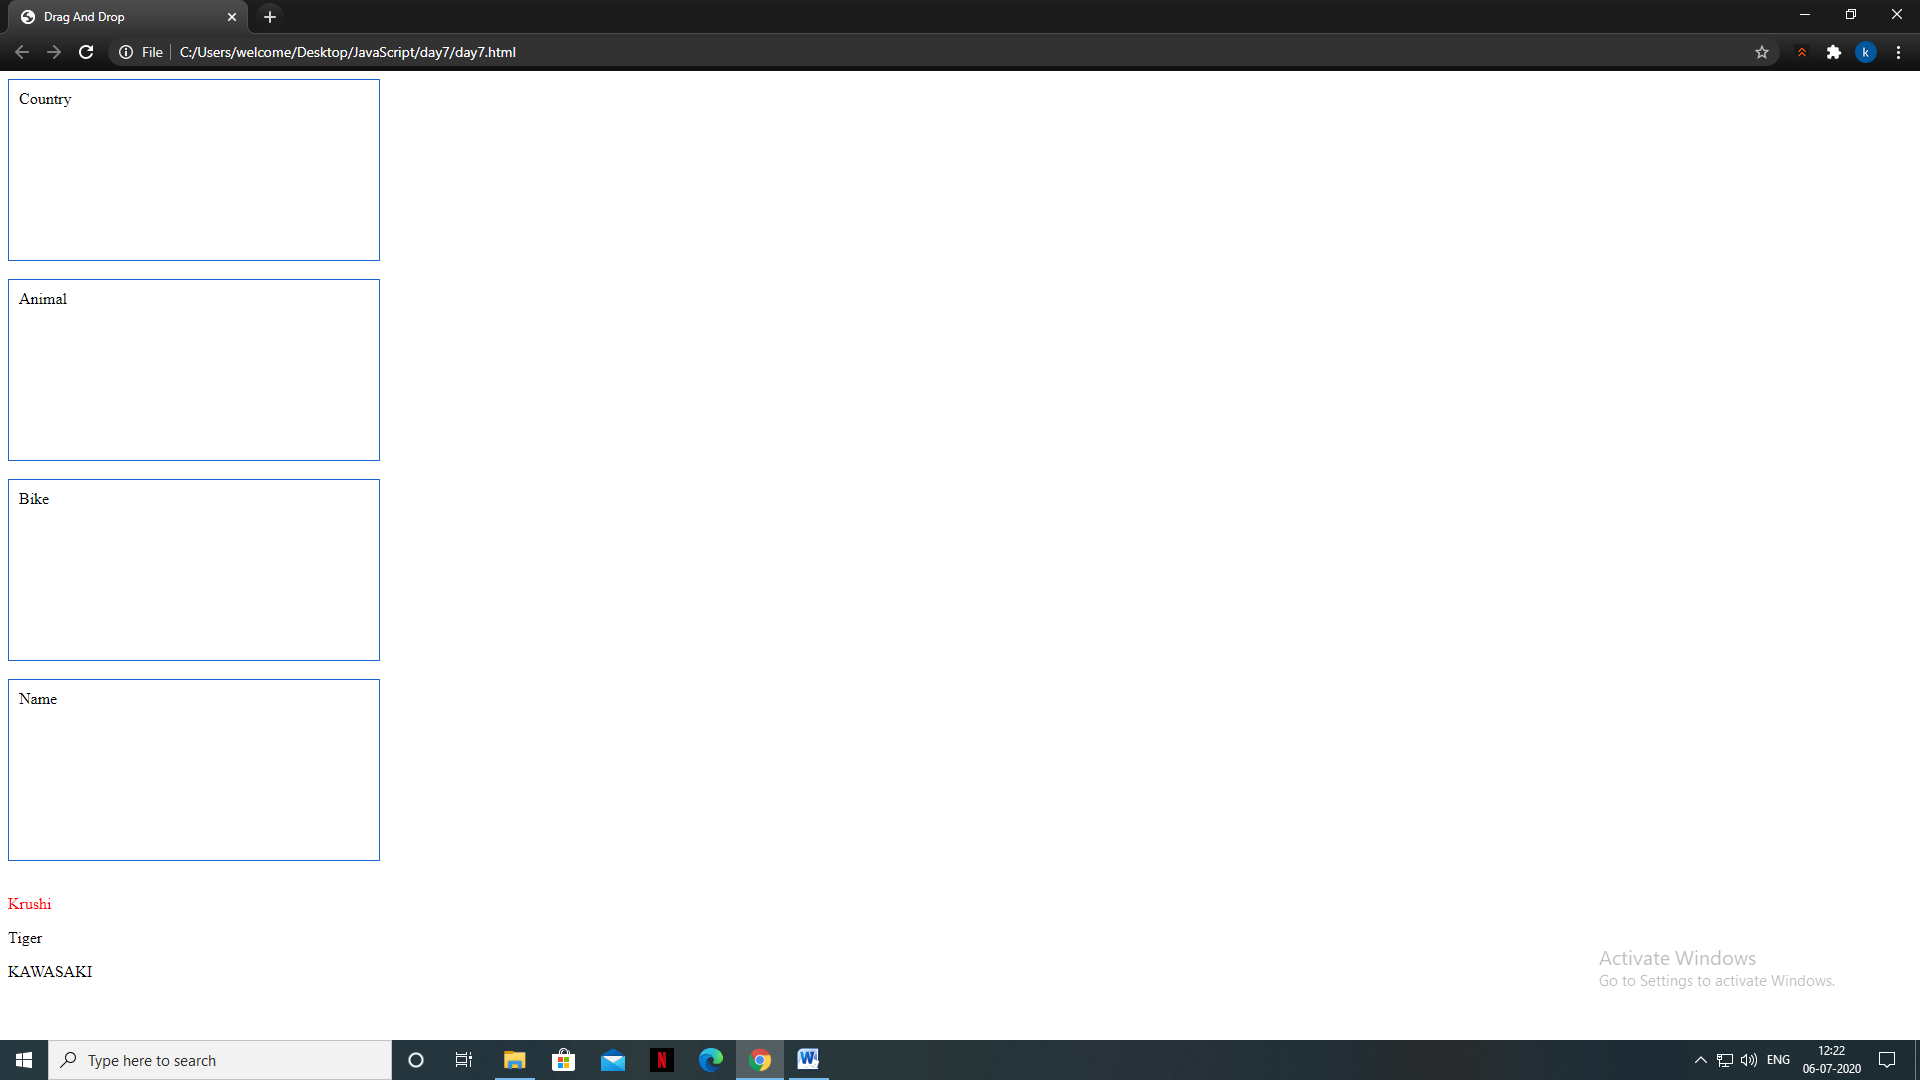 Drag And Drop
File
C:/Users/welcome/Desktop/JavaScript/day7/day7.html
k
Country
Animal
Bike
Name
Krushi
Tiger
KAWASAKI
Activate Windows
Go to Settings to activate Windows.
Type here to search
N
W
ENG
12:22
06-07-2020